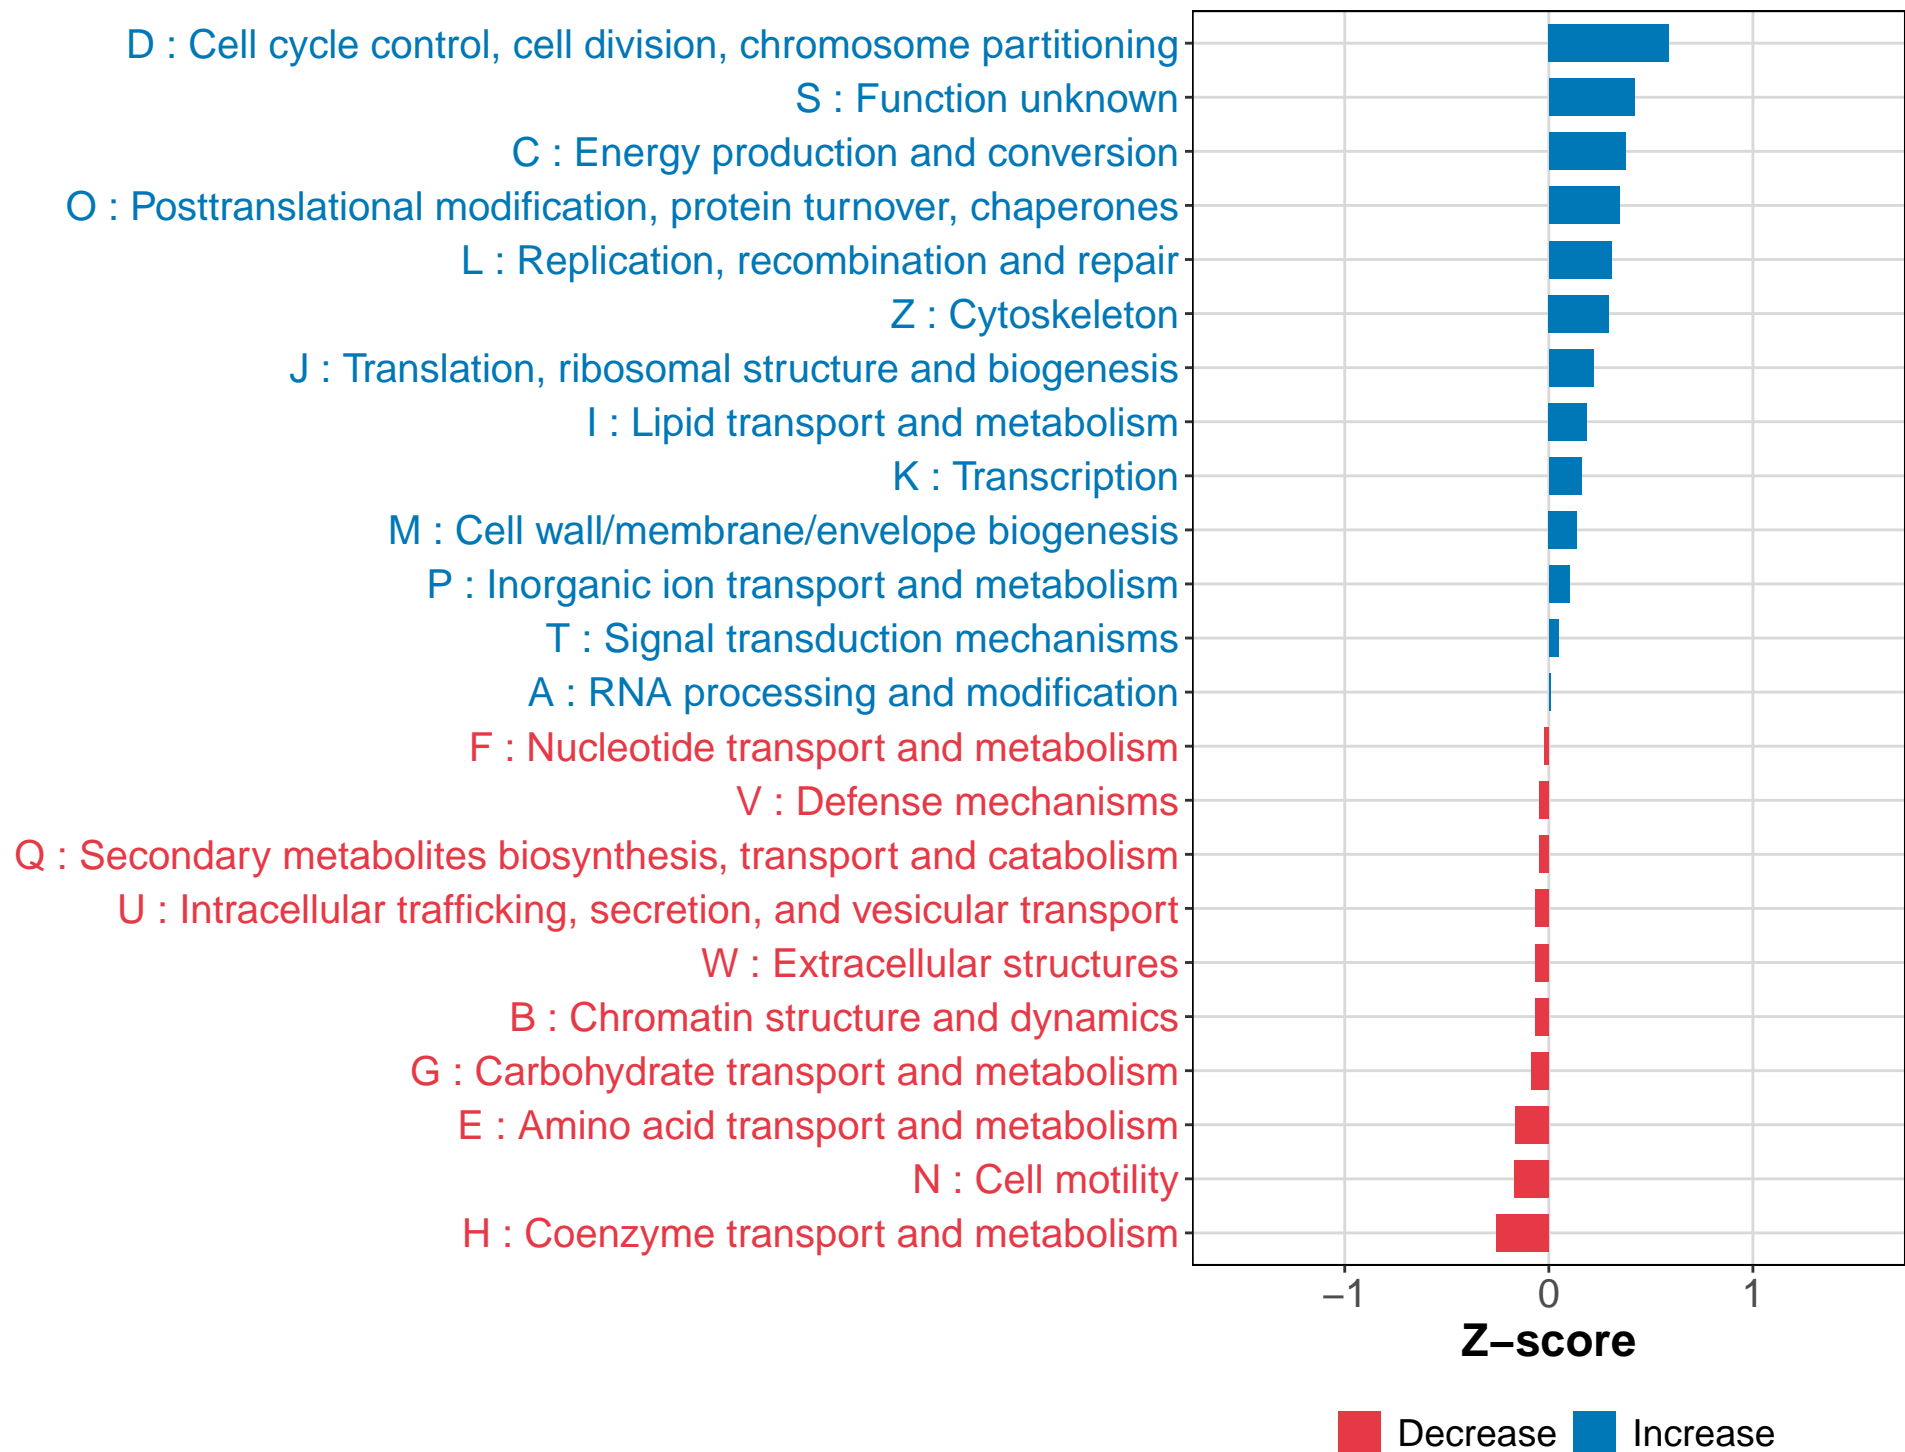 D : Cell cycle control, cell division, chromosome partitioning
S : Function unknown
C : Energy production and conversion
O : Posttranslational modification, protein turnover, chaperones
L : Replication, recombination and repair
Z : Cytoskeleton
J : Translation, ribosomal structure and biogenesis
I : Lipid transport and metabolism
K : Transcription
M : Cell wall/membrane/envelope biogenesis
P : Inorganic ion transport and metabolism
T : Signal transduction mechanisms
A : RNA processing and modification
F : Nucleotide transport and metabolism
V : Defense mechanisms
Q : Secondary metabolites biosynthesis, transport and catabolism
U : Intracellular trafficking, secretion, and vesicular transport
W : Extracellular structures
B : Chromatin structure and dynamics
G : Carbohydrate transport and metabolism
E : Amino acid transport and metabolism
N : Cell motility
H : Coenzyme transport and metabolism
−1 0 1
Z−score
Decrease Increase